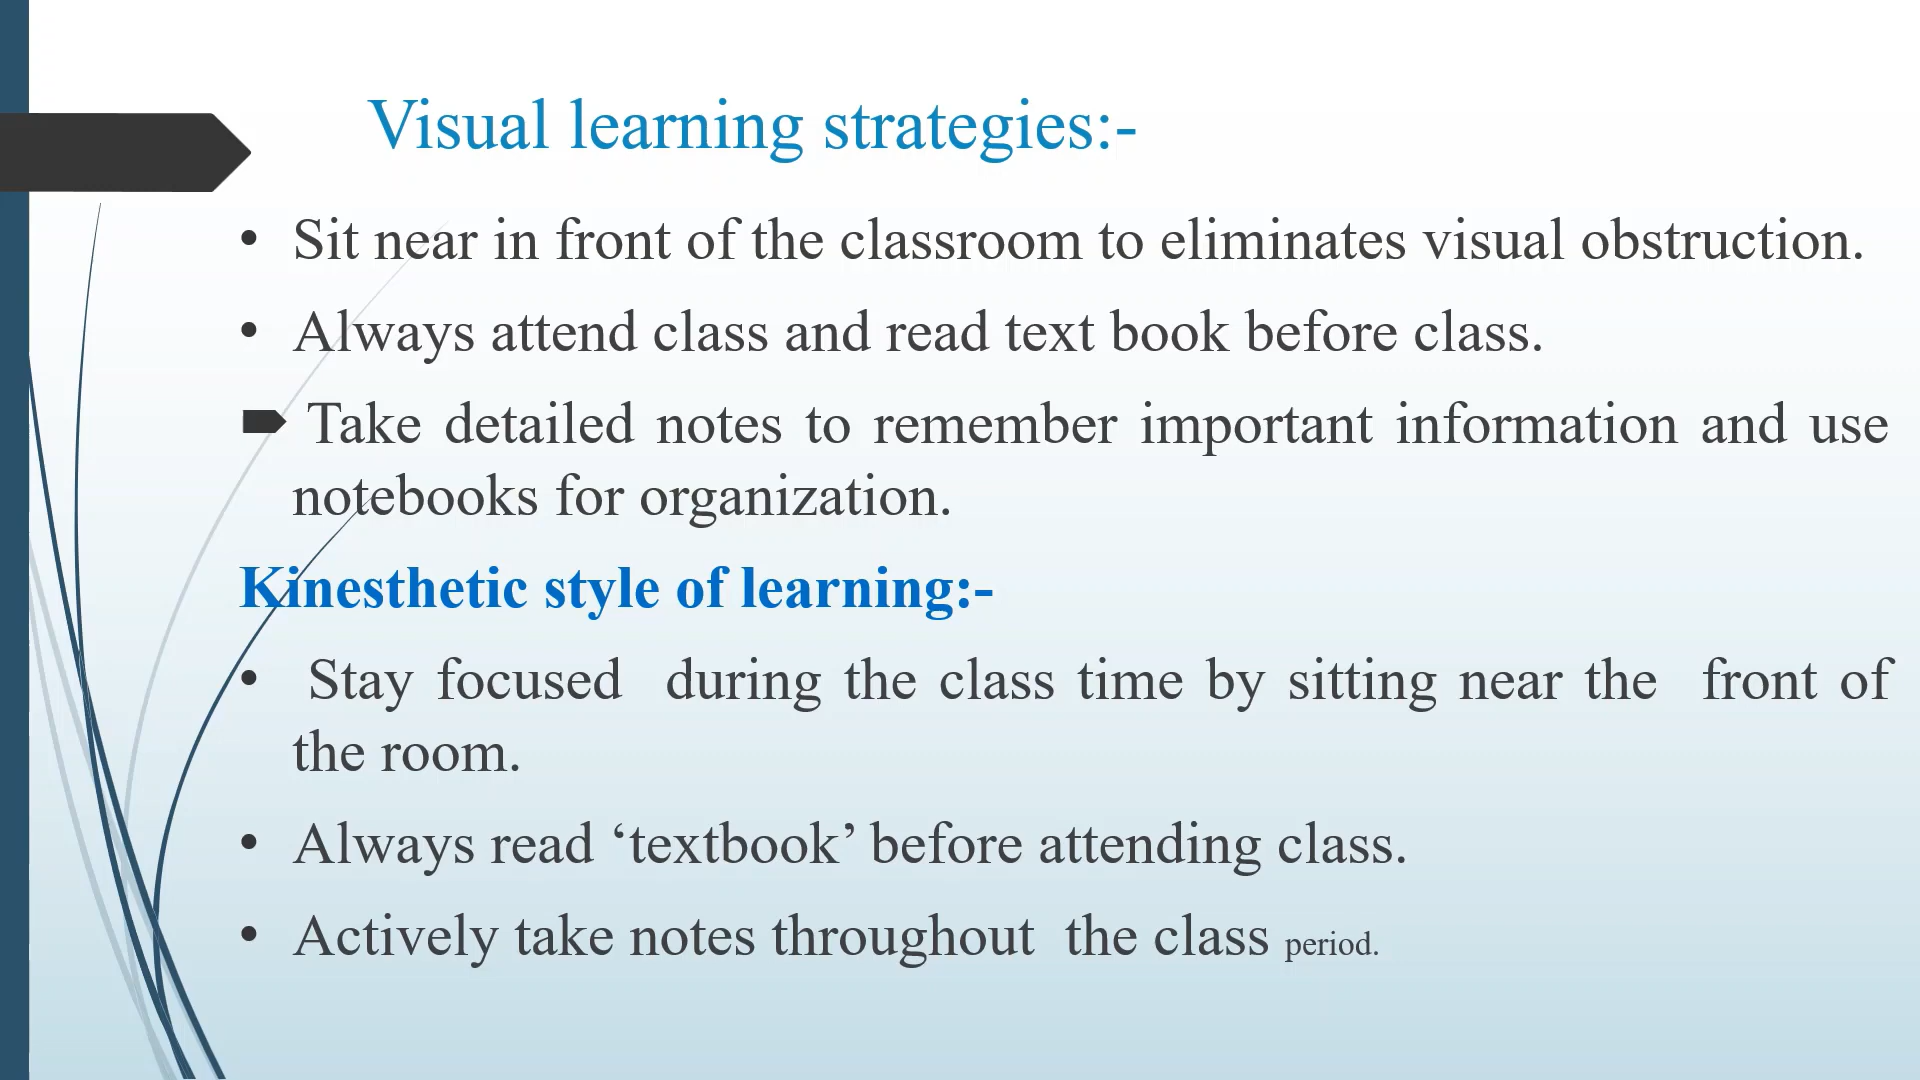 Visual learning strategies:-
• Sit near in front of the classroom to eliminates visual obstruction.
• Always attend class and read text book before class.
Take detailed notes to remember important information and use
notebooks for organization.
Kinesthetic style of learning:-
• Stay focused during the class time by sitting near the front of
the room.
• Always read ‘textbook’ before attending class.
• Actively take notes throughout the class period.